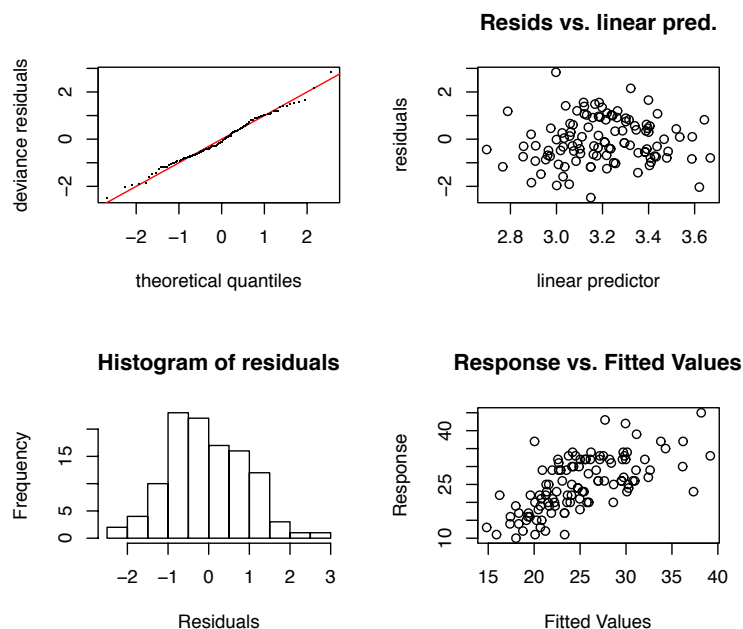 deviance residuals
2
0
−2
−2 −1 0 1 2
theoretical quantiles
Resids vs. linear pred.
residuals
2
0
−2
2.8 3.0 3.2 3.4 3.6
linear predictor
Histogram of residuals
Frequency
15
5
0
−2 −1 0 1 2 3
Residuals
Response vs. Fitted Values
Response
40
25
10
15 20 25 30 35 40
Fitted Values